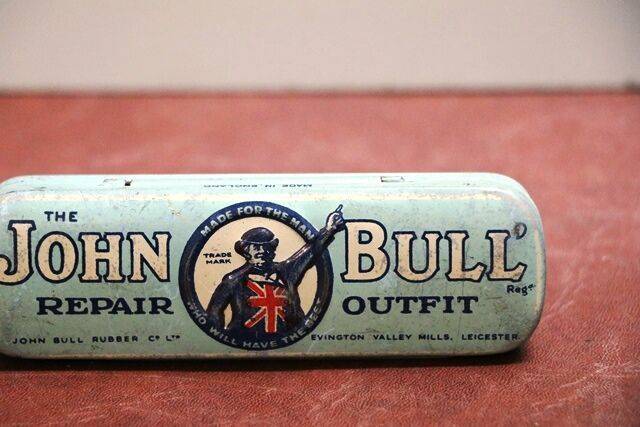 MADE IN ENGLAND
THE
JOHN BULL
REPAIR OUTFIT
Regd
MADE FOR THE MAN
TRADE
MARK
WHO WILL HAVE THE BEST
JOHN BULL RUBBER Co LTD
EVINGTON VALLEY MILLS, LEICESTER.